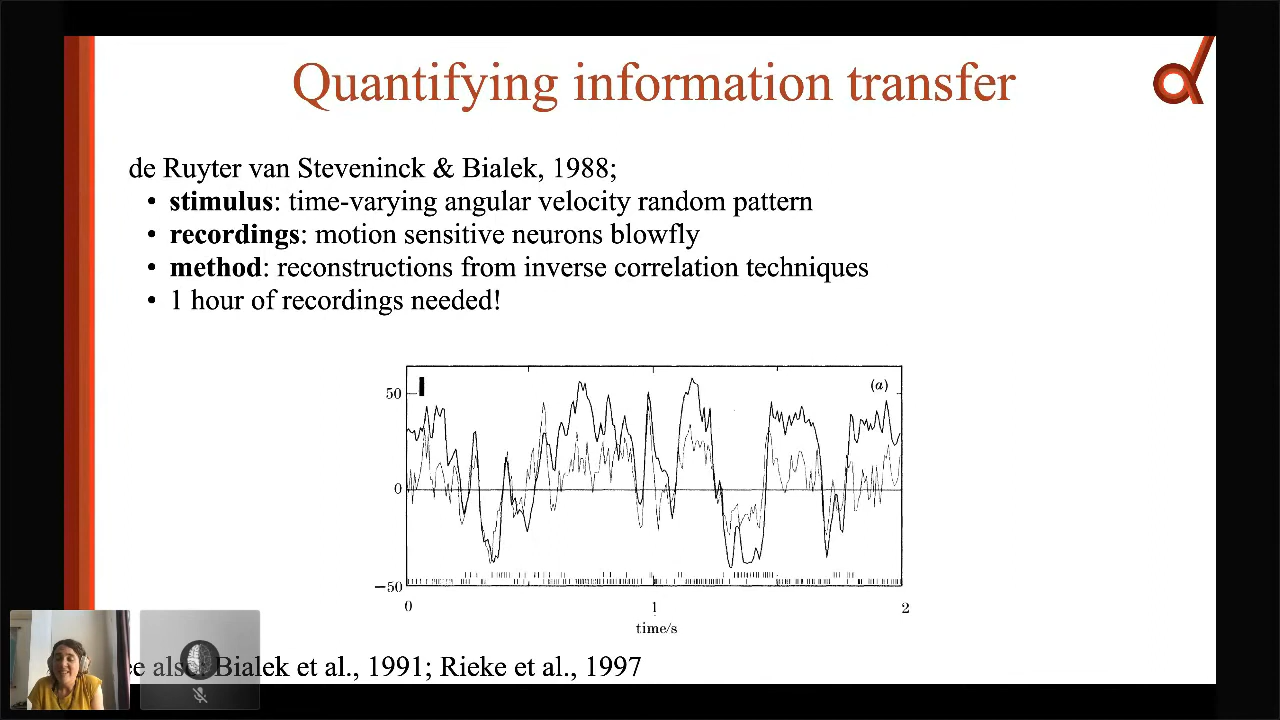 Quantifying information transfer
de Ruyter van Steveninck & Bialek, 1988;
• stimulus: time-varying angular velocity random pattern
• recordings: motion sensitive neurons blowfly
• method: reconstructions from inverse correlation techniques
• 1 hour of recordings needed!
(a)
50
0
−50
0 1 2
time/s
Bialek et al., 1991; Rieke et al., 1997